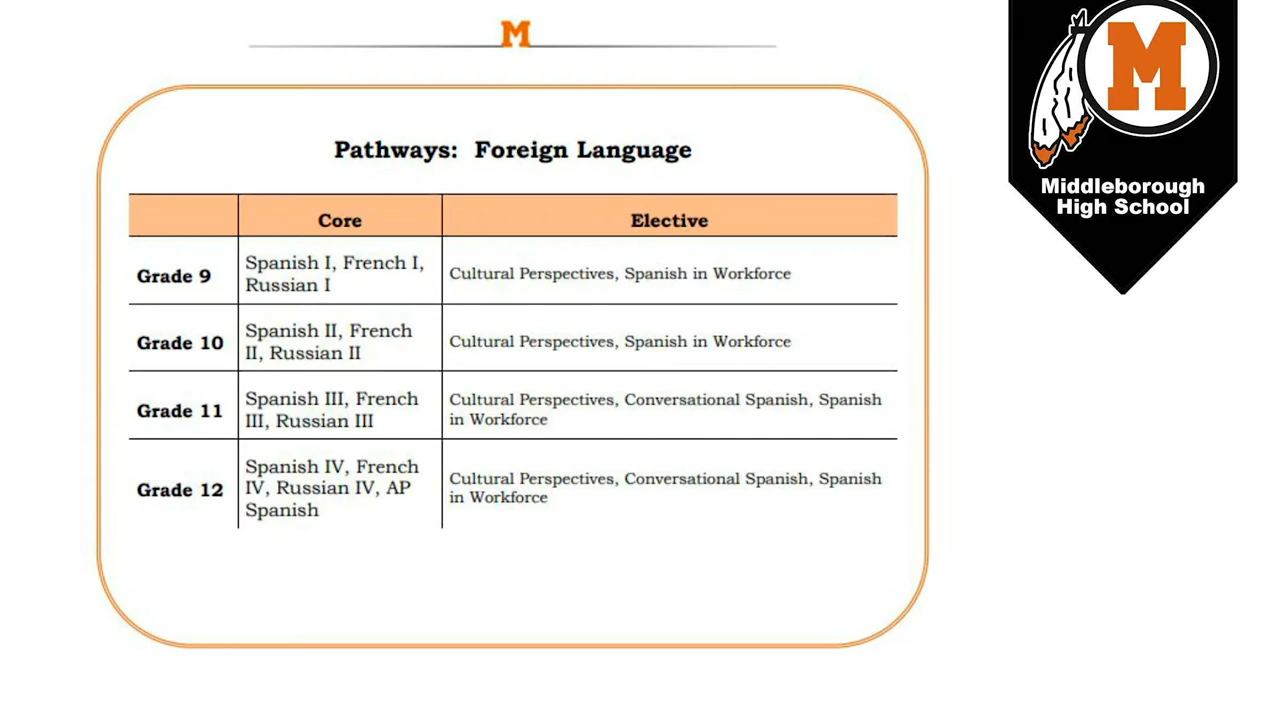 M
M
Middleborough
High School
Pathways: Foreign Language
Core Elective
Grade 9 Spanish I, French I, Cultural Perspectives, Spanish in Workforce
Russian I
Grade 10 Spanish II, French Cultural Perspectives, Spanish in Workforce
II, Russian II
Grade 11 Spanish III, French Cultural Perspectives, Conversational Spanish, Spanish
III, Russian III in Workforce
Grade 12 Spanish IV, French Cultural Perspectives, Conversational Spanish, Spanish
IV, Russian IV, AP in Workforce
Spanish